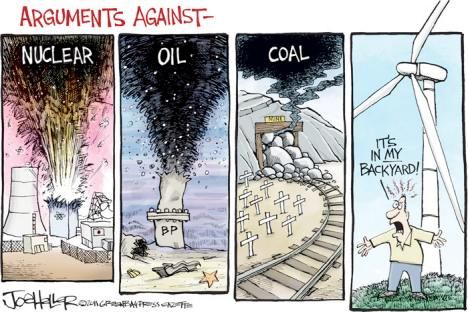 ARGUMENTS AGAINST-
NUCLEAR
OIL
COAL
MINE
BP
IT'S
IN MY
BACKYARD!
JOE HELLER
©2011 GREEN BAY PRESS-GAZETTE